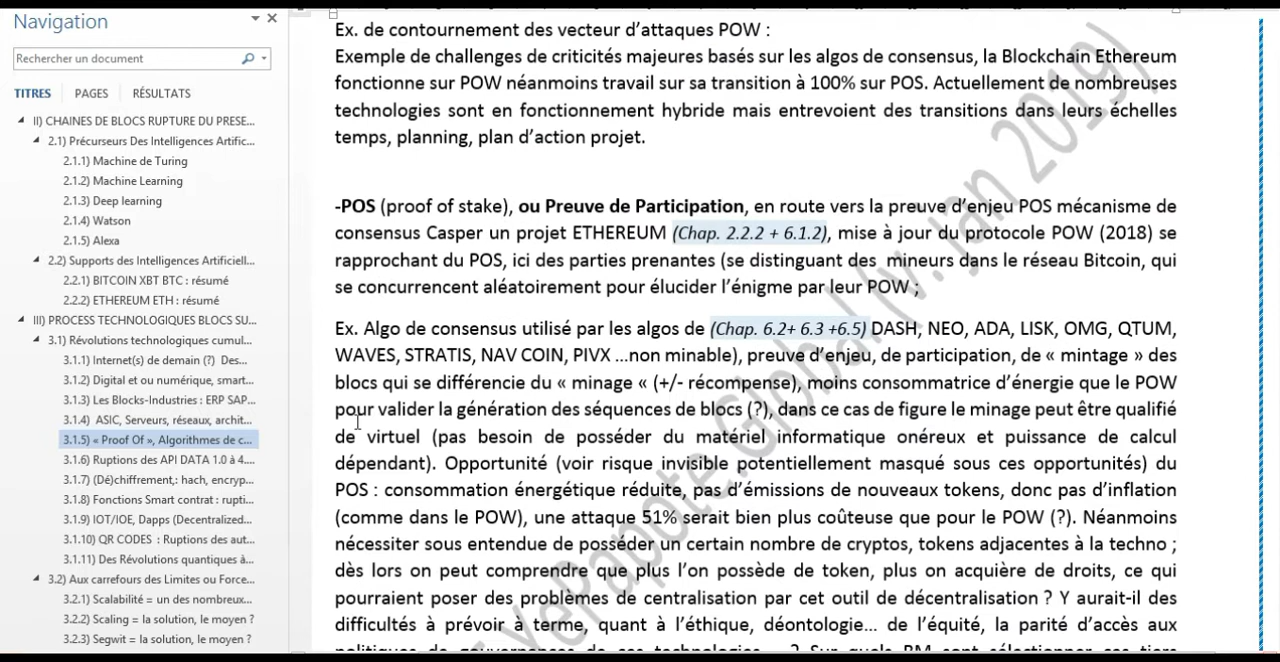 Navigation
Rechercher un document
TITRES PAGES RÉSULTATS
II) CHAINES DE BLOCS RUPTURE DU PRESE...
2.1) Précurseurs Des Intelligences Artific...
2.1.1) Machine de Turing
2.1.2) Machine Learning
2.1.3) Deep learning
2.1.4) Watson
2.1.5) Alexa
2.2) Supports des Intelligences Artificiell...
2.2.1) BITCOIN XBT BTC : résumé
2.2.2) ETHEREUM ETH : résumé
III) PROCESS TECHNOLOGIQUES BLOCS SU...
3.1) Révolutions technologiques cumul...
3.1.1) Internet(s) de demain (?) Des...
3.1.2) Digital et ou numérique, smart...
3.1.3) Les Blocks-Industries : ERP SAP...
3.1.4) ASIC, Serveurs, réseaux, archit...
3.1.5) « Proof Of », Algorithmes de c...
3.1.6) Ruptions des API DATA 1.0 à 4....
3.1.7) (Dé)chiffrement,: hach, encryp...
3.1.8) Fonctions Smart contrat : rupti...
3.1.9) IOT/IOE, Dapps (Decentralized...
3.1.10) QR CODES : Ruptions des aut...
3.1.11) Des Révolutions quantiques à...
3.2) Aux carrefours des Limites ou Force...
3.2.1) Scalabilité = un des nombreux...
3.2.2) Scaling = la solution, le moyen ?
3.2.3) Segwit = la solution, le moyen ?
Ex. de contournement des vecteur d'attaques POW :
Exemple de challenges de criticités majeures basés sur les algos de consensus, la Blockchain Ethereum
fonctionne sur POW néanmoins travail sur sa transition à 100% sur POS. Actuellement de nombreuses
technologies sont en fonctionnement hybride mais entrevoient des transitions dans leurs échelles
temps, planning, plan d'action projet.
-POS (proof of stake), ou Preuve de Participation, en route vers la preuve d'enjeu POS mécanisme de
consensus Casper un projet ETHEREUM (Chap. 2.2.2 + 6.1.2), mise à jour du protocole POW (2018) se
rapprochant du POS, ici des parties prenantes (se distinguant des mineurs dans le réseau Bitcoin, qui
se concurrencent aléatoirement pour élucider l'énigme par leur POW ;
Ex. Algo de consensus utilisé par les algos de (Chap. 6.2+ 6.3 +6.5) DASH, NEO, ADA, LISK, OMG, QTUM,
WAVES, STRATIS, NAV COIN, PIVX ...non minable), preuve d'enjeu, de participation, de « mintage » des
blocs qui se différencie du « minage « (+/- récompense), moins consommatrice d'énergie que le POW
pour valider la génération des séquences de blocs (?), dans ce cas de figure le minage peut être qualifié
de virtuel (pas besoin de posséder du matériel informatique onéreux et puissance de calcul
dépendant). Opportunité (voir risque invisible potentiellement masqué sous ces opportunités) du
POS : consommation énergétique réduite, pas d'émissions de nouveaux tokens, donc pas d'inflation
(comme dans le POW), une attaque 51% serait bien plus coûteuse que pour le POW (?). Néanmoins
nécessiter sous entendue de posséder un certain nombre de cryptos, tokens adjacentes à la techno ;
dès lors on peut comprendre que plus l'on possède de token, plus on acquière de droits, ce qui
pourraient poser des problèmes de centralisation par cet outil de décentralisation ? Y aurait-il des
difficultés à prévoir à terme, quant à l'éthique, déontologie... de l'équité, la parité d'accès aux
politiques de gouvernances de ces technologies ... ? Sur quels BM sont sélectionner ces tiers
YePapote.Global (v. jan 2019)